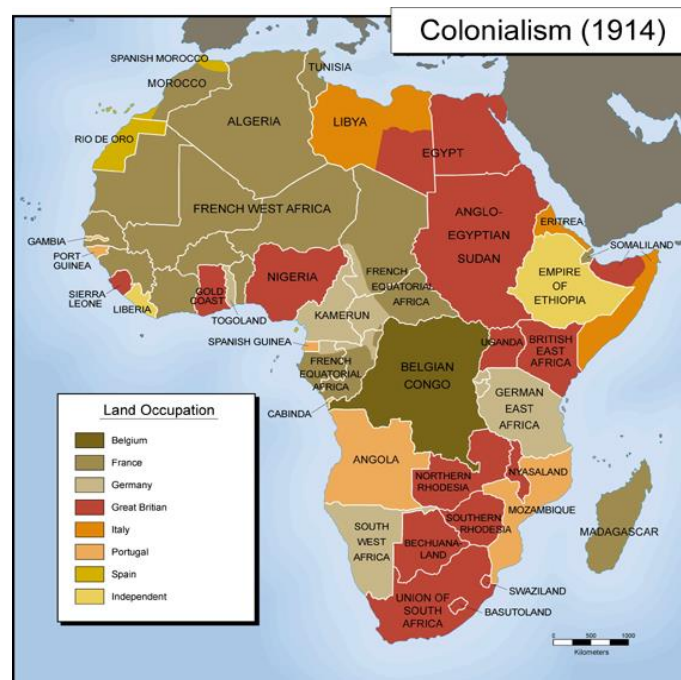 Colonialism (1914)
SPANISH MOROCCO
TUNISIA
MOROCCO
ALGERIA
LIBYA
RIO DE ORO
EGYPT
FRENCH WEST AFRICA
ANGLO-
EGYPTIAN
SUDAN
ERITREA
GAMBIA
SOMALILAND
PORT
GUINEA
NIGERIA
FRENCH
EQUATORIAL
AFRICA
EMPIRE
OF
ETHIOPIA
SIERRA
LEONE
LIBERIA
GOLD
COAST
TOGOLAND
KAMERUN
SPANISH GUINEA
UGANDA
BRITISH
EAST
AFRICA
FRENCH
EQUATORIAL
AFRICA
BELGIAN
CONGO
GERMAN
EAST
AFRICA
CABINDA
Land Occupation
Belgium
France
Germany
Great Britian
Italy
Portugal
Spain
Independent
ANGOLA
NORTHERN
RHODESIA
NYASALAND
MOZAMBIQUE
SOUTHERN
RHODESIA
MADAGASCAR
SOUTH
WEST
AFRICA
BECHUANA-
LAND
SWAZILAND
UNION OF
SOUTH
AFRICA
BASUTOLAND
0 500 1000
Kilometers